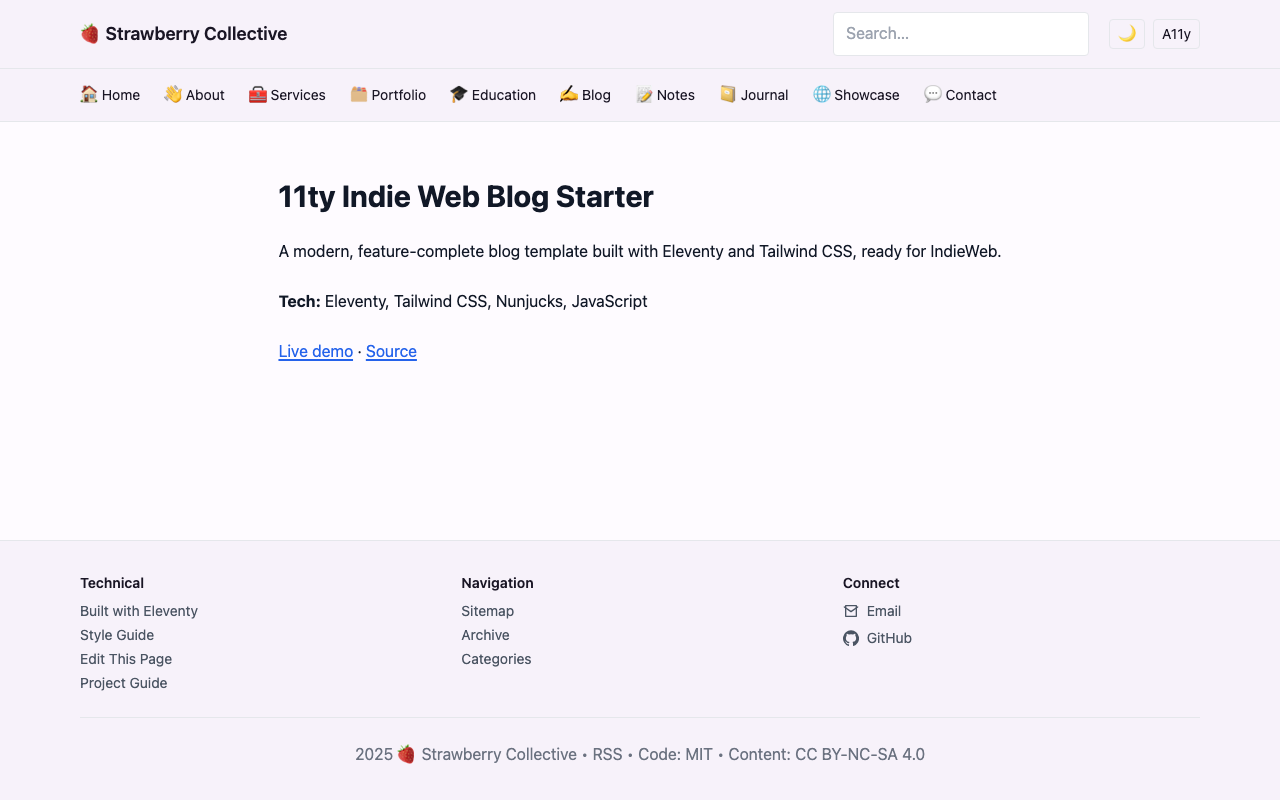 🍓 Strawberry Collective
Search...
🌙
A11y
🏠 Home 👋 About 🧰 Services 🗂️ Portfolio 🎓 Education ✍️ Blog 📝 Notes 📔 Journal 🌐 Showcase 💬 Contact
11ty Indie Web Blog Starter
A modern, feature-complete blog template built with Eleventy and Tailwind CSS, ready for IndieWeb.
Tech: Eleventy, Tailwind CSS, Nunjucks, JavaScript
Live demo · Source
Technical
Built with Eleventy
Style Guide
Edit This Page
Project Guide
Navigation
Sitemap
Archive
Categories
Connect
Email
GitHub
2025 🍓 Strawberry Collective • RSS • Code: MIT • Content: CC BY-NC-SA 4.0